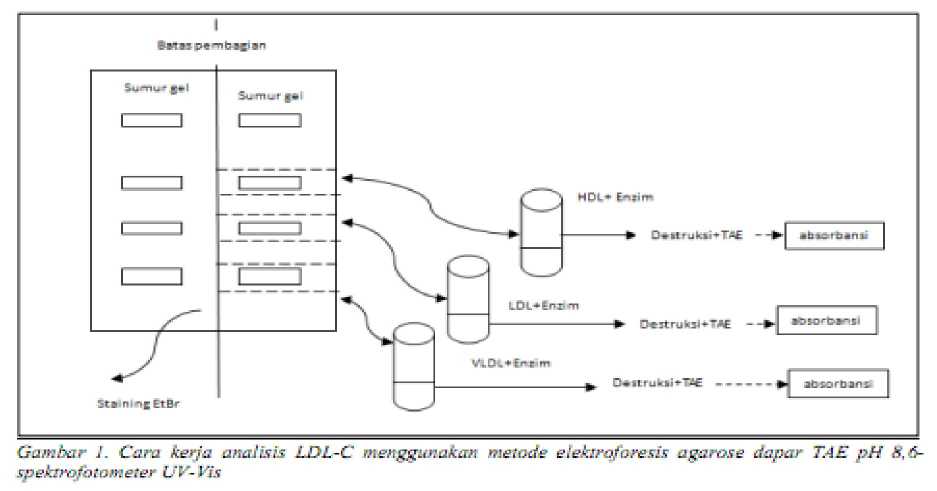 Batas pembagian
Sumur gel
Sumur gel
HDL+ Enzim
Destruksi+TAE
absorbansi
LDL+Enzim
Destruksi+TAE
absorbansi
VLDL+Enzim
Destruksi+TAE
absorbansi
Staining EtBr
Gambar 1. Cara kerja analisis LDL-C menggunakan metode elektroforesis agarose dapar TAE pH 8,6-
spektrofotometer UV-Vis